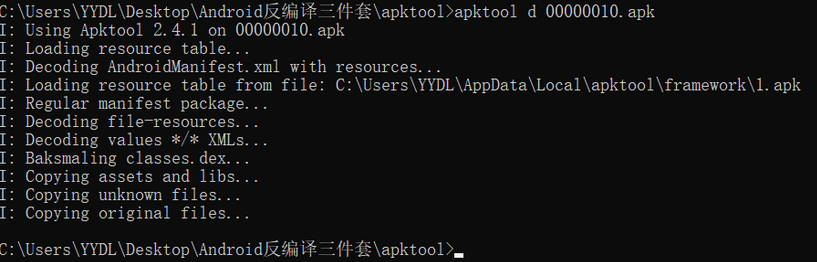 C:\Users\YYDL\Desktop\Android反编译三件套\apktool>apktool d 00000010.apk
I: Using Apktool 2.4.1 on 00000010.apk
I: Loading resource table...
I: Decoding AndroidManifest.xml with resources...
I: Loading resource table from file: C:\Users\YYDL\AppData\Local\apktool\framework\1.apk
I: Regular manifest package...
I: Decoding file-resources...
I: Decoding values */* XMLs...
I: Baksmaling classes.dex...
I: Copying assets and libs...
I: Copying unknown files...
I: Copying original files...
C:\Users\YYDL\Desktop\Android反编译三件套\apktool>